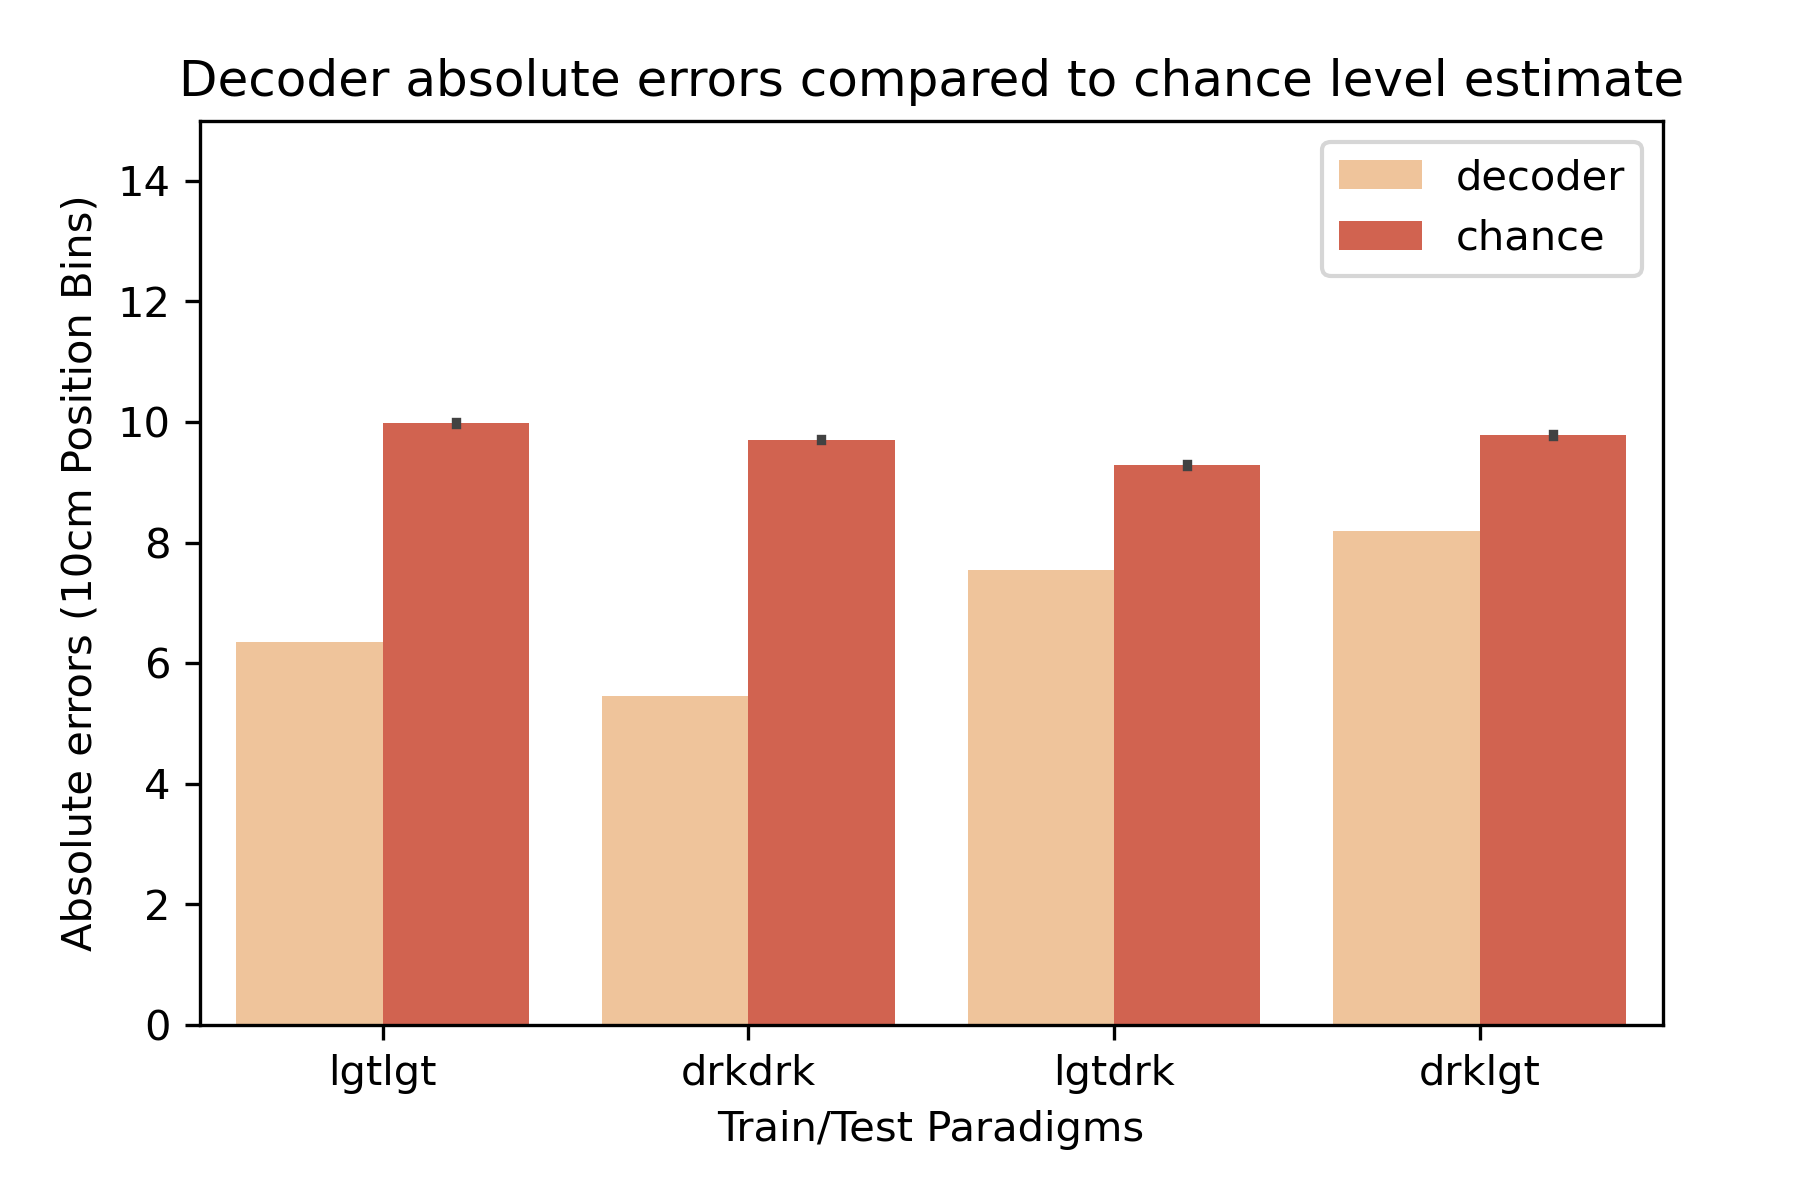 Decoder absolute errors compared to chance level estimate
decoder
chance
Absolute errors (10cm Position Bins)
14
12
10
8
6
4
2
0
lgtlgt drkdrk lgtdrk drklgt
Train/Test Paradigms